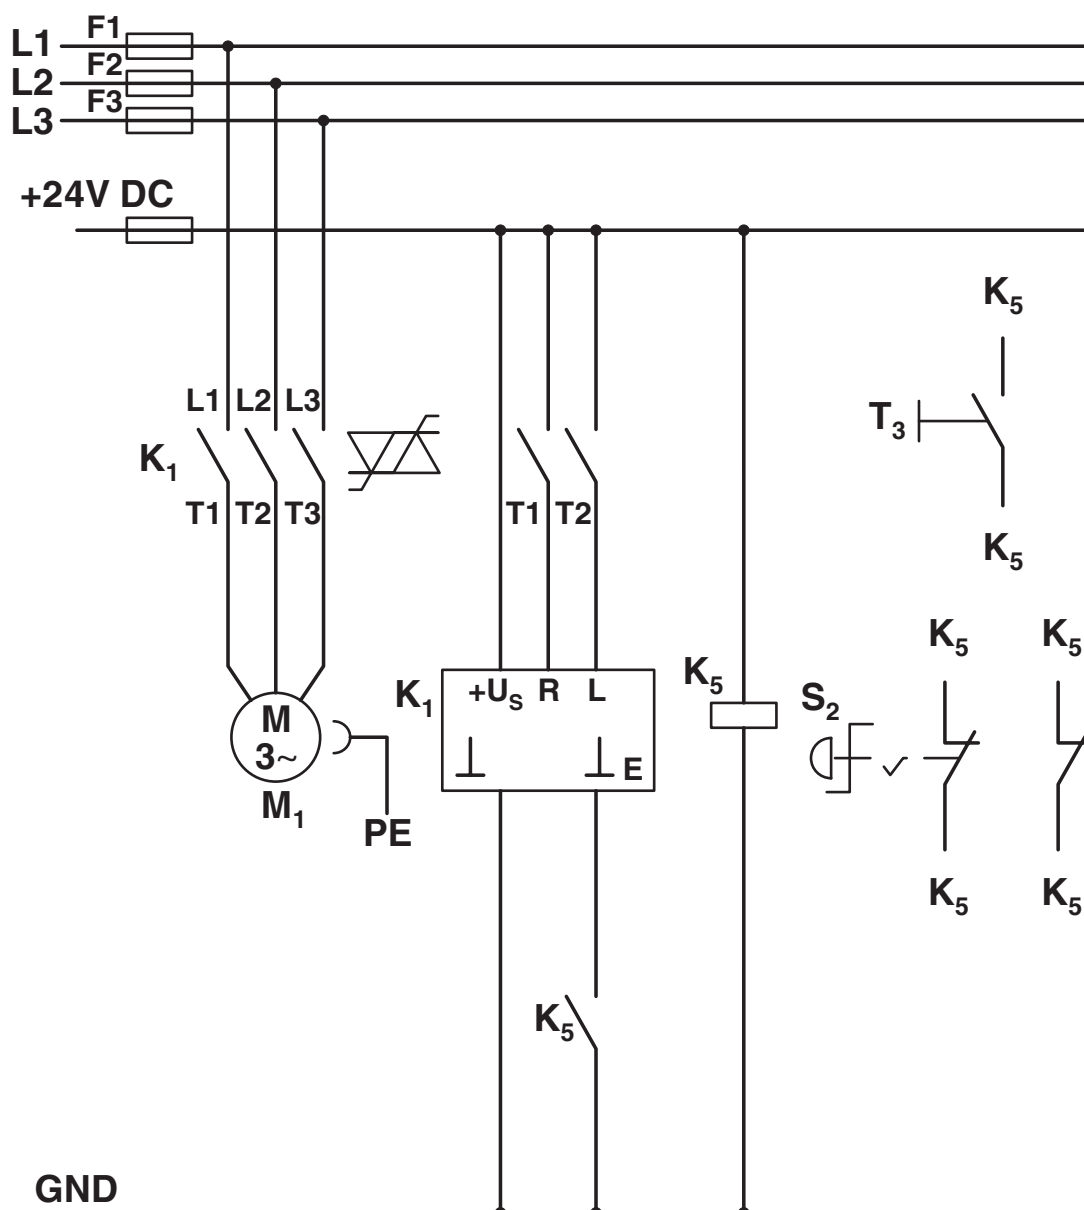 L1 F1
L2 F2
L3 F3
+24V DC
K5
L1 L2 L3
T3
K1
T1 T2 T3 T1 T2
K5
K5 K5
K1 +US R L K5 S2
M
3~
E
M1
PE
K5 K5
K5
GND